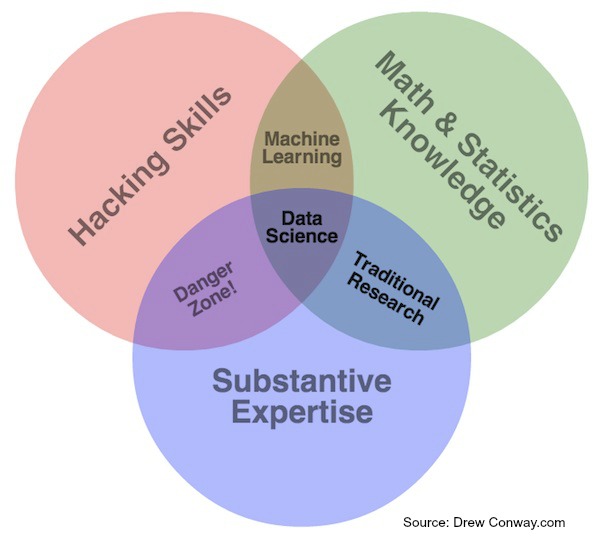 Hacking Skills
Math & Statistics
Knowledge
Machine
Learning
Data
Science
Danger
Zone!
Traditional
Research
Substantive
Expertise
Source: Drew Conway.com